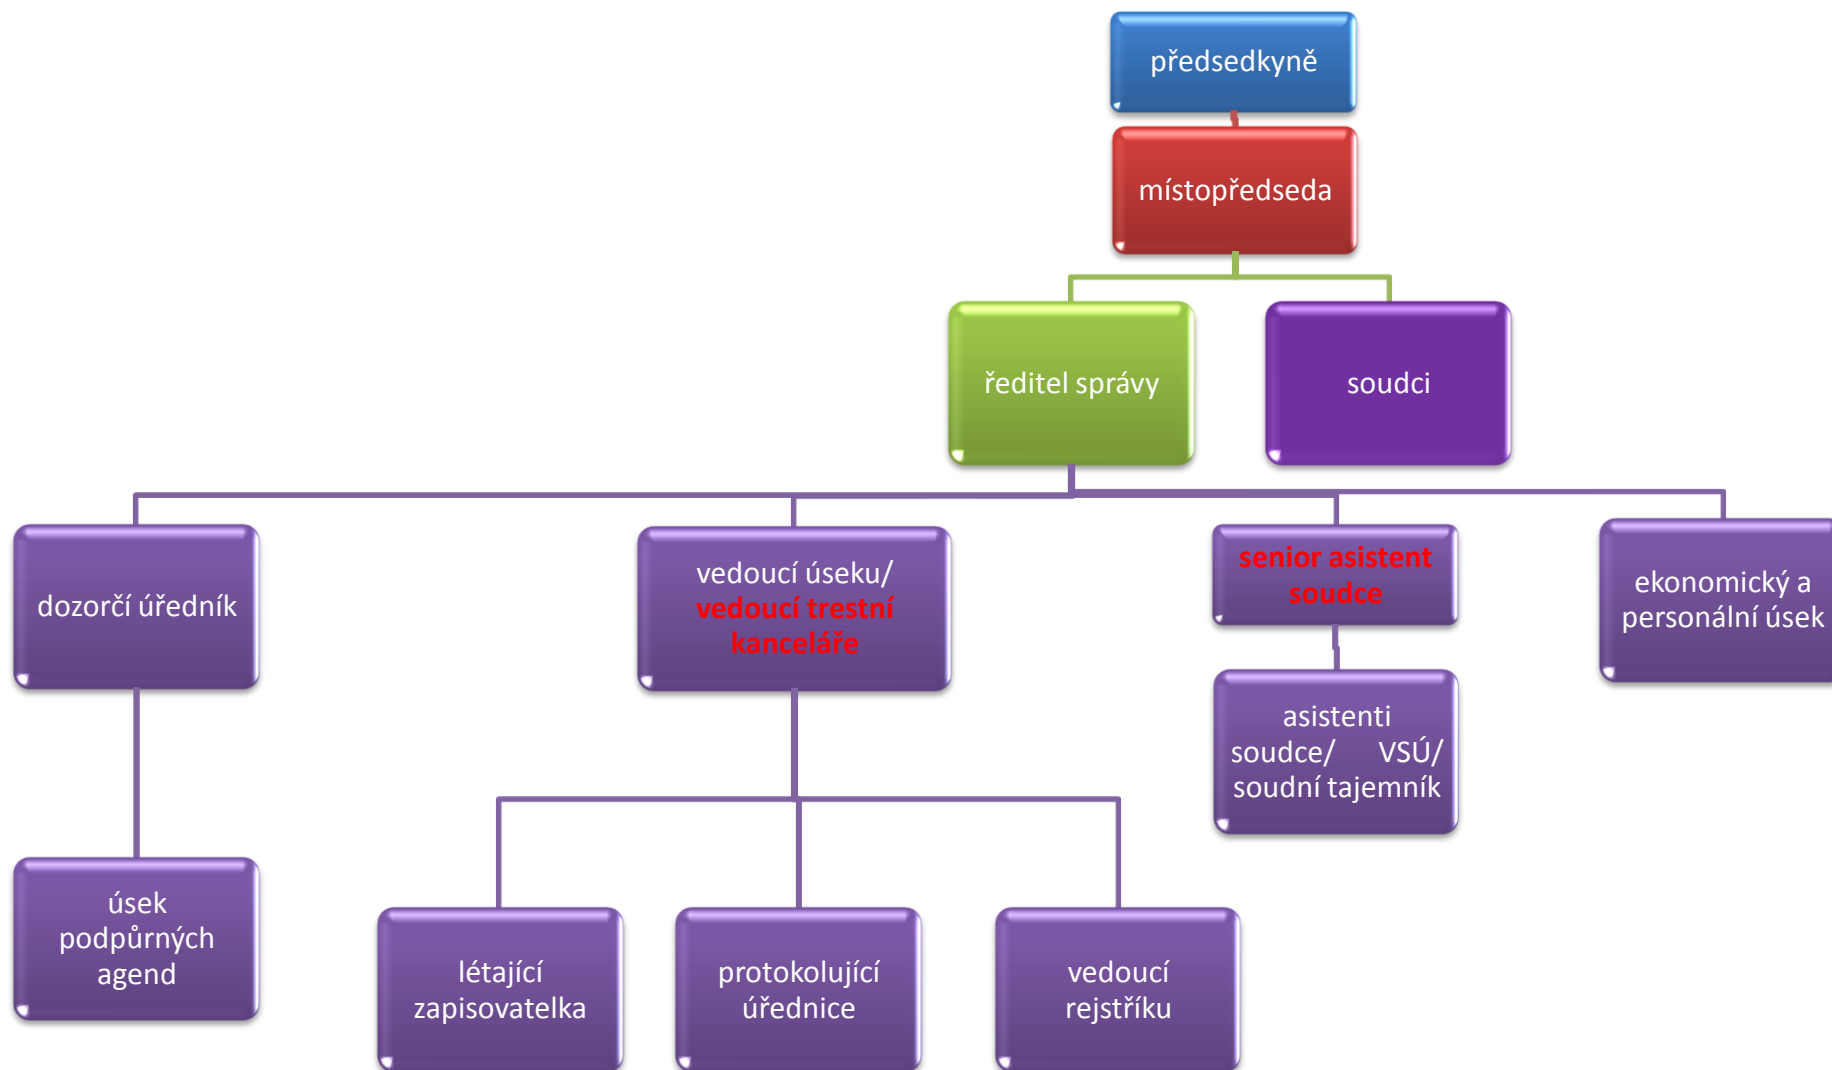 předsedkyně
místopředseda
ředitel správy
soudci
dozorčí úředník
vedoucí úseku/
vedoucí trestní
kanceláře
senior asistent
soudce
ekonomický a
personální úsek
asistenti
soudce/ VSÚ/
soudní tajemník
úsek
podpůrných
agend
létající
zapisovatelka
protokolující
úřednice
vedoucí
rejstříku